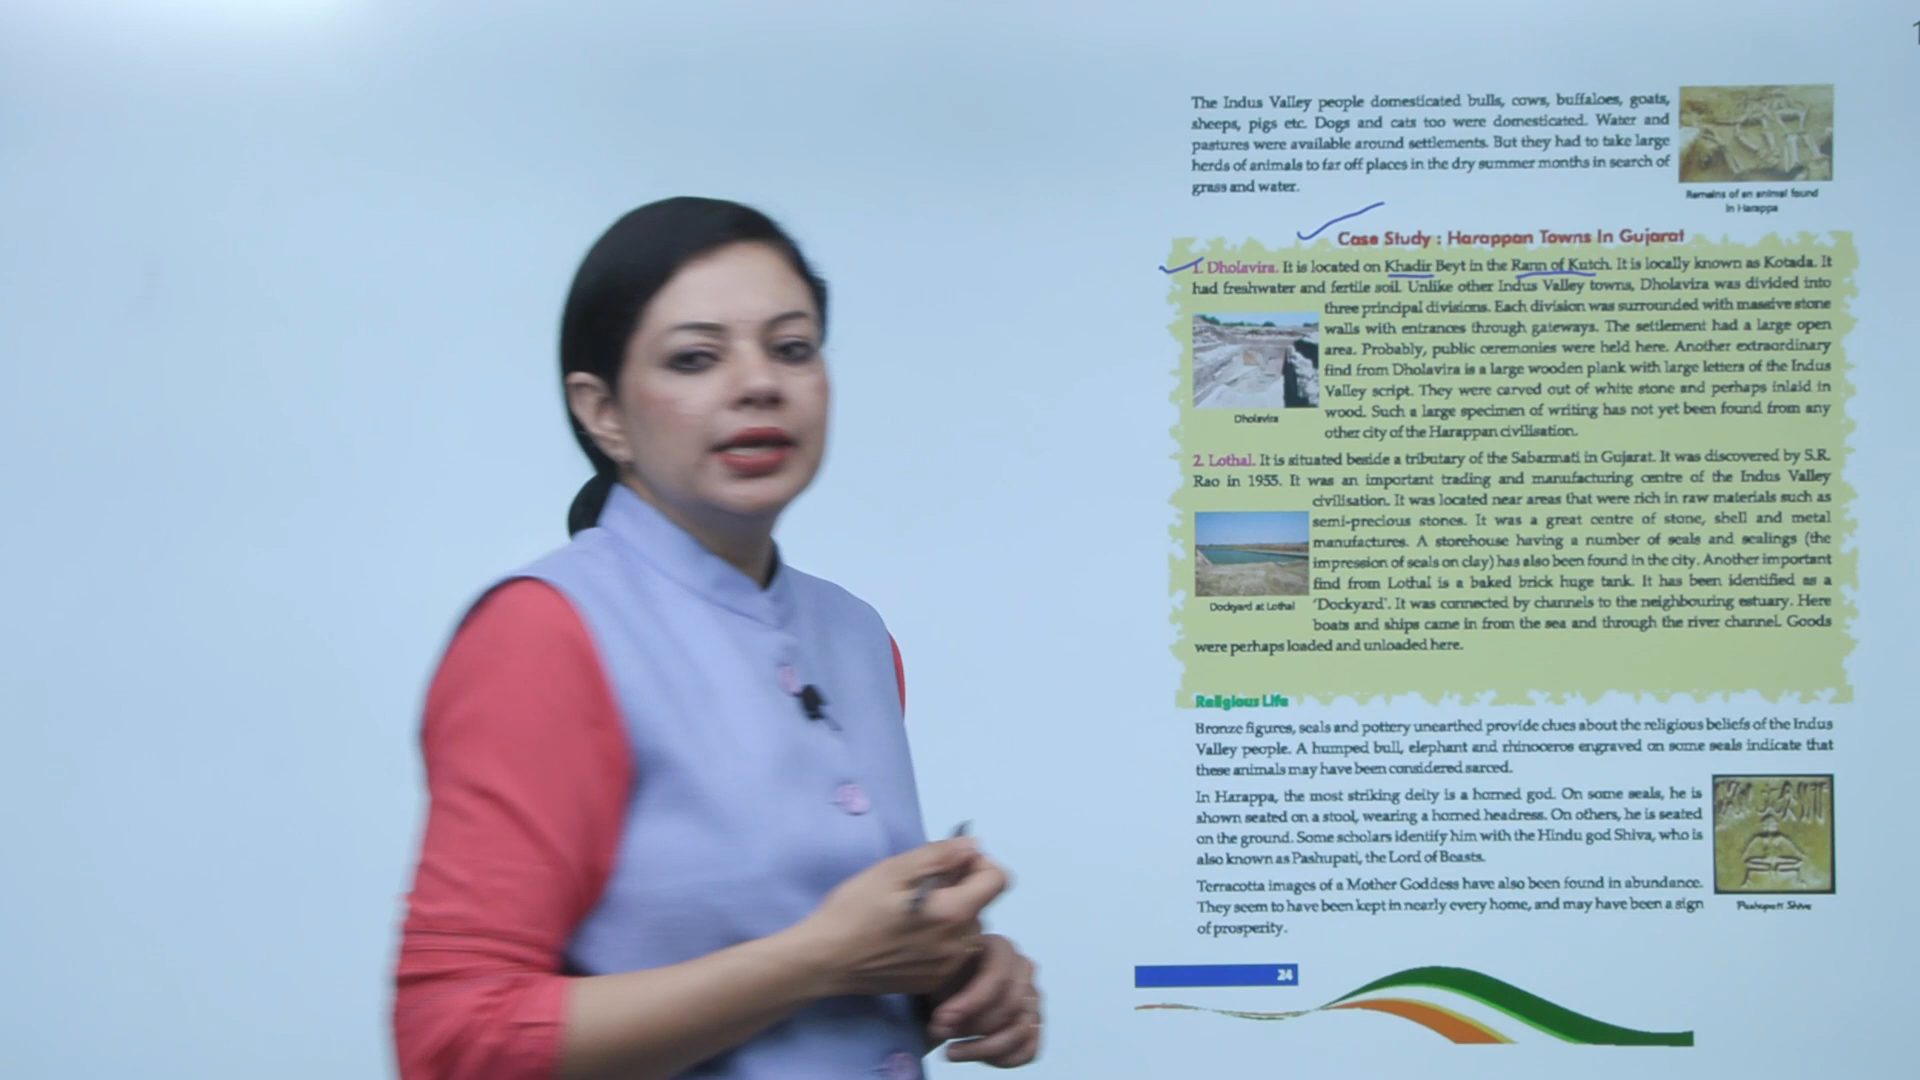 1
The Indus Valley people domesticated bulls, cows, buffaloes, goats,
sheeps, pigs etc. Dogs and cats too were domesticated. Water and
pastures were available around settlements. But they had to take large
herds of animals to far off places in the dry summer months in search of
grass and water.
Remains of an animal found
in Harappa
Case Study : Harappan Towns In Gujarat
1. Dholavira. It is located on Khadir Beyt in the Rann of Kutch. It is locally known as Kotada. It
had freshwater and fertile soil. Unlike other Indus Valley towns, Dholavira was divided into
three principal divisions. Each division was surrounded with massive stone
walls with entrances through gateways. The settlement had a large open
area. Probably, public ceremonies were held here. Another extraordinary
find from Dholavira is a large wooden plank with large letters of the Indus
Valley script. They were carved out of white stone and perhaps inlaid in
wood. Such a large specimen of writing has not yet been found from any
other city of the Harappan civilisation.
Dholavira
2. Lothal. It is situated beside a tributary of the Sabarmati in Gujarat. It was discovered by S.R.
Rao in 1955. It was an important trading and manufacturing centre of the Indus Valley
civilisation. It was located near areas that were rich in raw materials such as
semi-precious stones. It was a great centre of stone, shell and metal
manufactures. A storehouse having a number of seals and sealings (the
impression of seals on clay) has also been found in the city. Another important
find from Lothal is a baked brick huge tank. It has been identified as a
'Dockyard'. It was connected by channels to the neighbouring estuary. Here
boats and ships came in from the sea and through the river channel. Goods
were perhaps loaded and unloaded here.
Dockyard at Lothal
Religious Life
Bronze figures, seals and pottery unearthed provide clues about the religious beliefs of the Indus
Valley people. A humped bull, elephant and rhinoceros engraved on some seals indicate that
these animals may have been considered sarced.
In Harappa, the most striking deity is a horned god. On some seals, he is
shown seated on a stool, wearing a horned headress. On others, he is seated
on the ground. Some scholars identify him with the Hindu god Shiva, who is
also known as Pashupati, the Lord of Beasts.
Terracotta images of a Mother Goddess have also been found in abundance.
They seem to have been kept in nearly every home, and may have been a sign
of prosperity.
Pashupati Shiva
24